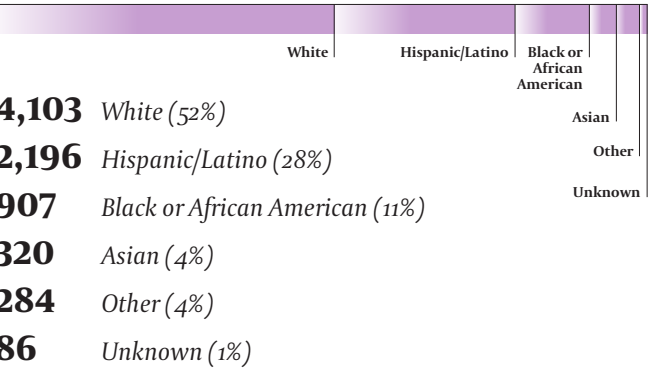 White
Hispanic/Latino
Black or
African
American
Asian
Other
Unknown
4,103 White (52%)
2,196 Hispanic/Latino (28%)
907 Black or African American (11%)
320 Asian (4%)
284 Other (4%)
86 Unknown (1%)